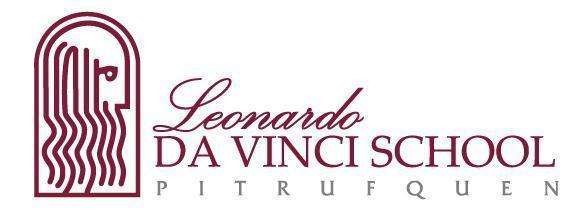 Leonardo
DA VINCI SCHOOL
PITRUFQUEN